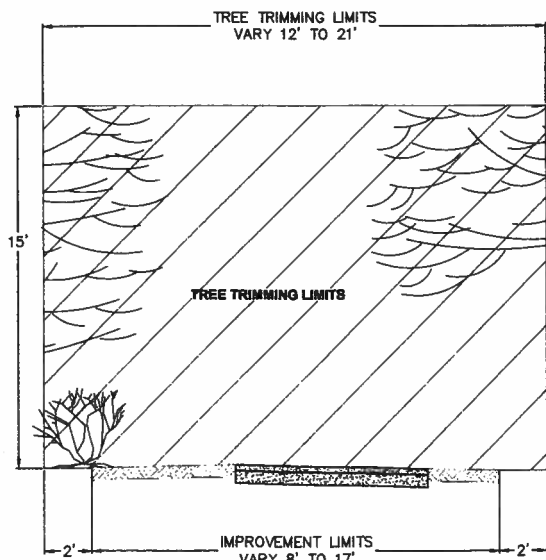 TREE TRIMMING LIMITS
VARY 12' TO 21'
15'
TREE TRIMMING LIMITS
2'
IMPROVEMENT LIMITS
VARY 8' TO 17'
2'